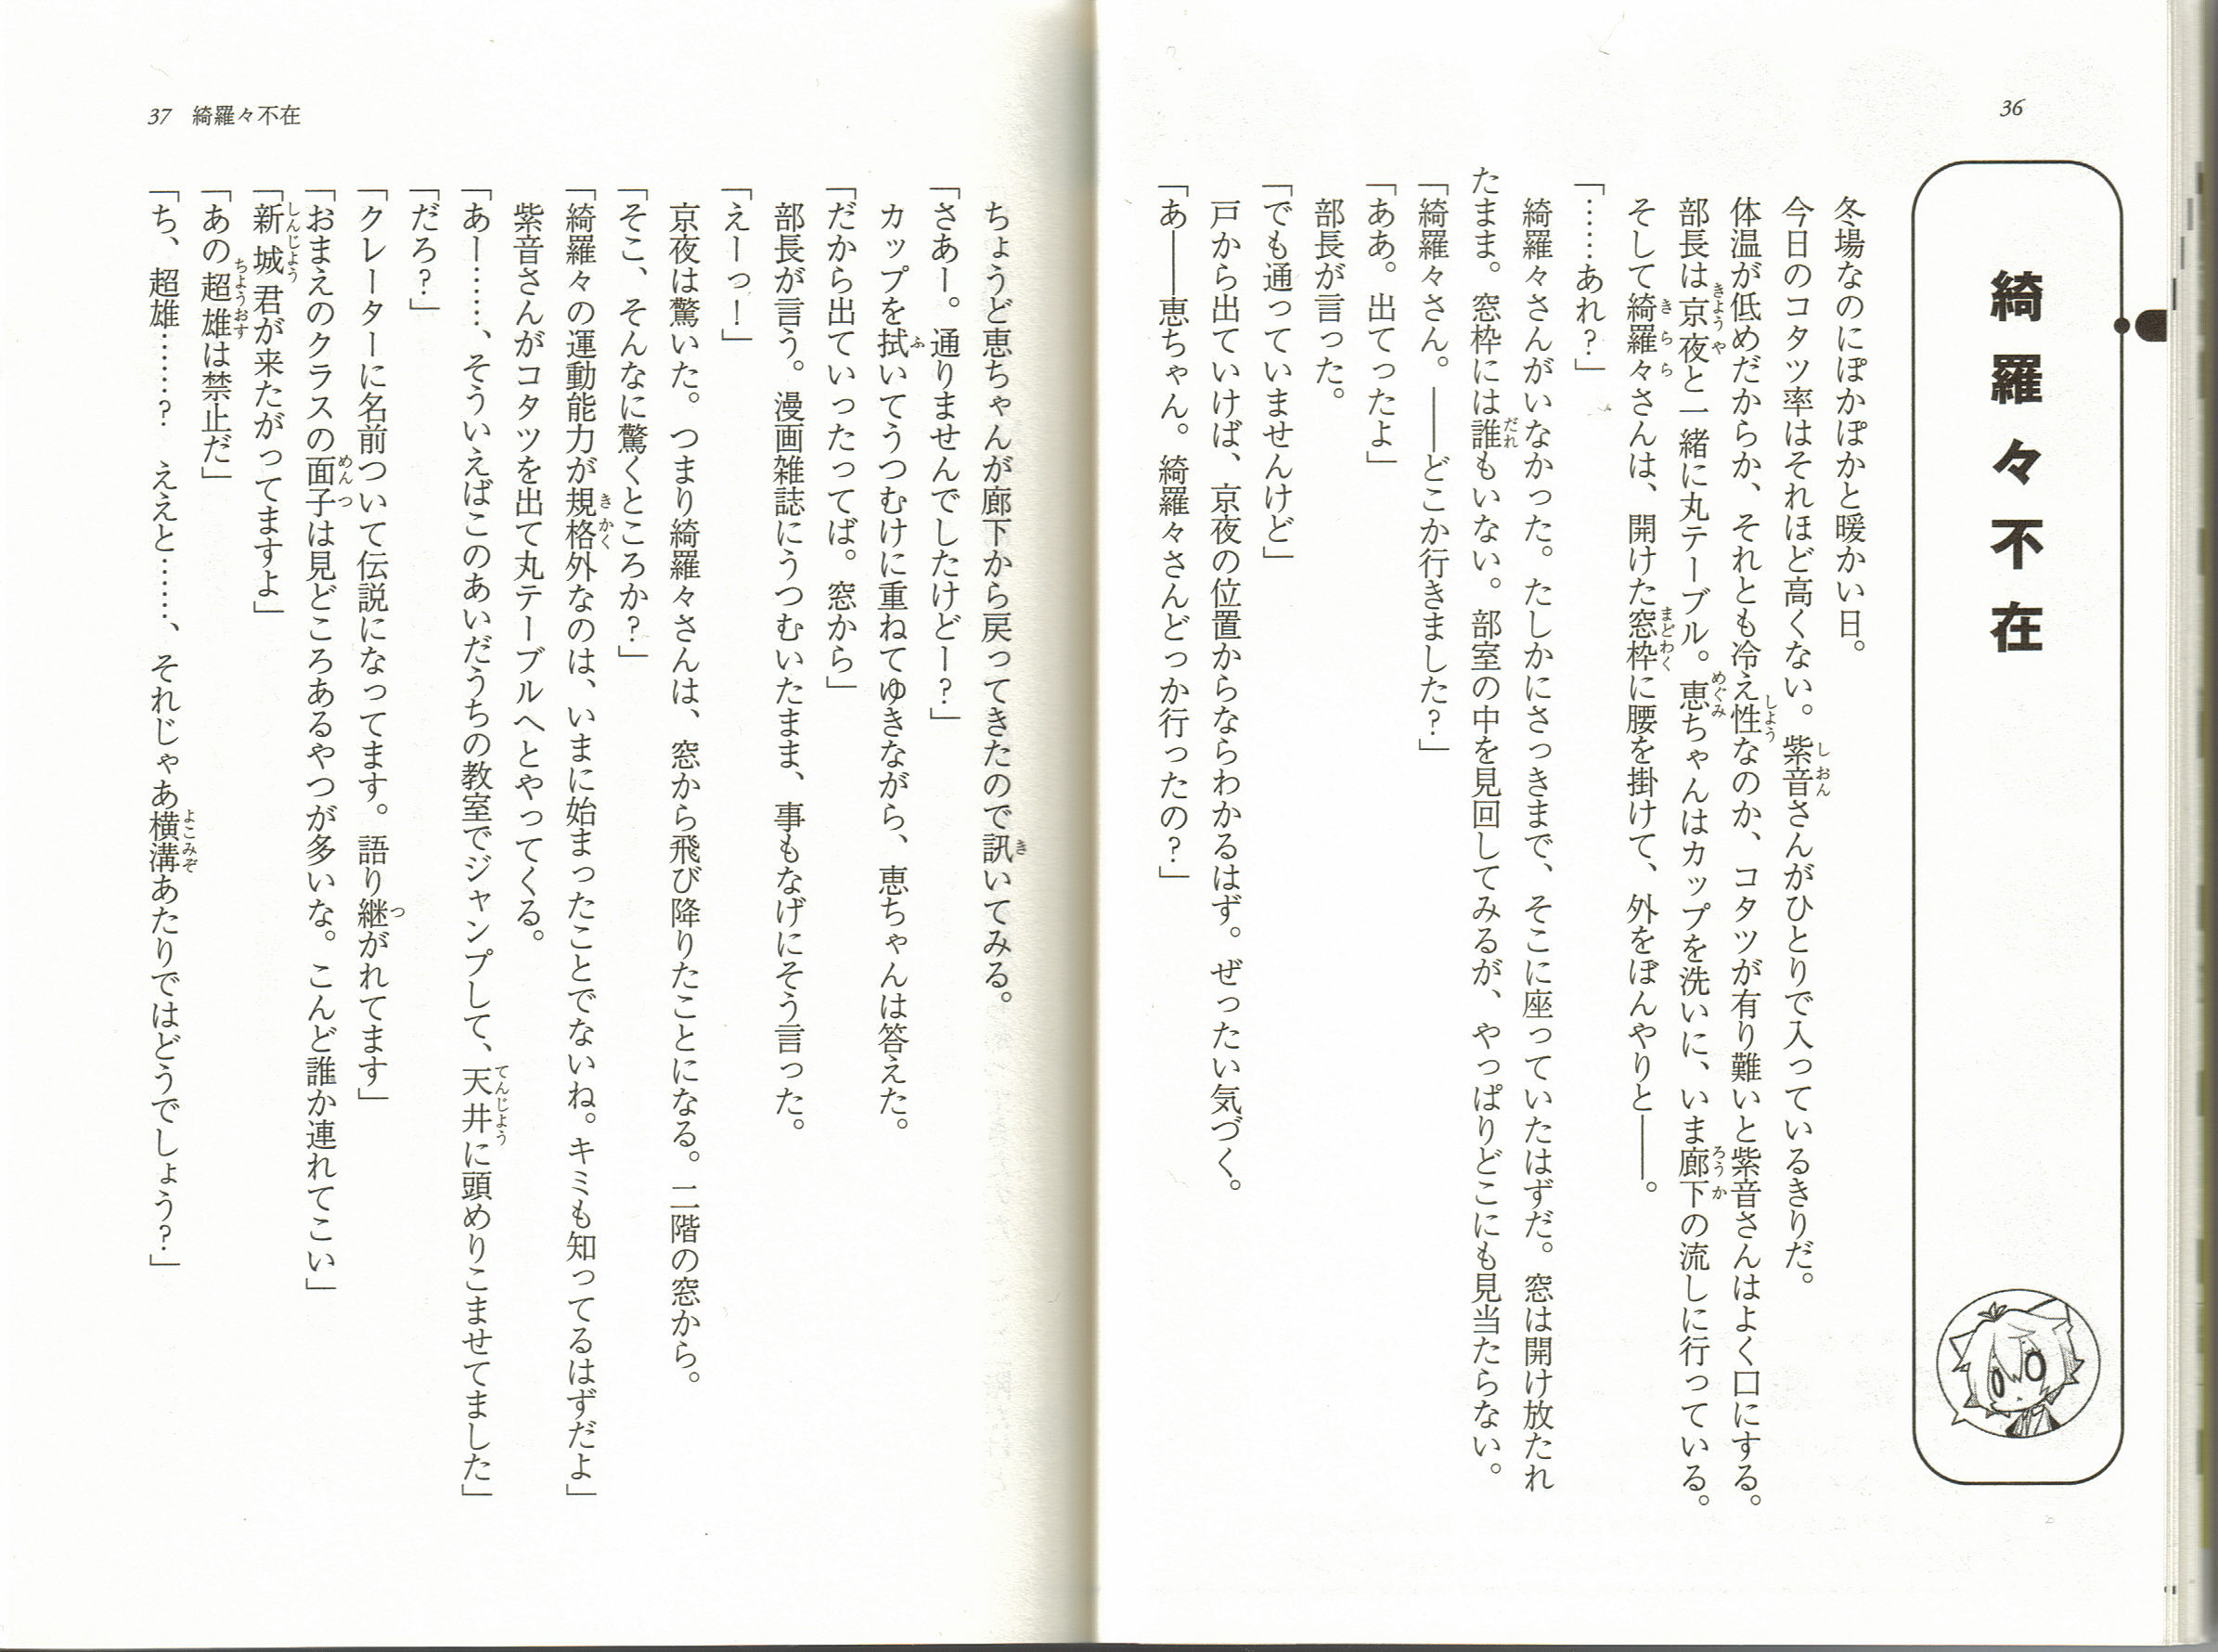 36
綺羅々不在
冬場なのにぽかぽかと暖かい日。
今日のコタツ率はそれほど高くない。紫音さんがひとりで入っているきりだ。
体温が低めだからか、それとも冷え性なのか、コタツが有り難いと紫音さんはよく口にする。
部長は京夜と一緒に丸テーブル。恵ちゃんはカップを洗いに、いま廊下の流しに行っている。
そして綺羅々さんは、開けた窓枠に腰を掛けて、外をぼんやりと――。
「……あれ？」
綺羅々さんがいなかった。たしかにさっきまで、そこに座っていたはずだ。窓は開け放たれ
たまま。窓枠には誰もいない。部室の中を見回してみるが、やっぱりどこにも見当たらない。
「綺羅々さん。――どこか行きました？」
「ああ。出てったよ」
部長が言った。
「でも通っていませんけど」
戸から出ていけば、京夜の位置からならわかるはず。ぜったい気づく。
「あ――恵ちゃん。綺羅々さんどっか行ったの？」
ちょうど恵ちゃんが廊下から戻ってきたので訊いてみる。
「さあー。通りませんでしたけどー？」
カップを拭いてうつむけに重ねてゆきながら、恵ちゃんは答えた。
「だから出ていったってば。窓から」
部長が言う。漫画雑誌にうつむいたまま、事もなげにそう言った。
「えーっ！」
京夜は驚いた。つまり綺羅々さんは、窓から飛び降りたことになる。二階の窓から。
「そこ、そんなに驚くところか？」
「綺羅々の運動能力が規格外なのは、いまに始まったことでないね。キミも知ってるはずだよ」
紫音さんがコタツを出て丸テーブルへとやってくる。
「あー……、そういえばこのあいだうちの教室でジャンプして、天井に頭めりこませてました」
「だろ？」
「クレーターに名前ついて伝説になってます。語り継がれてます」
「おまえのクラスの面子は見どころあるやつが多いな。こんど誰か連れてこい」
「新城君が来たがってますよ」
「あの超雄は禁止だ」
「ち、超雄……？　ええと……、それじゃあ横溝あたりではどうでしょう？」
37 綺羅々不在